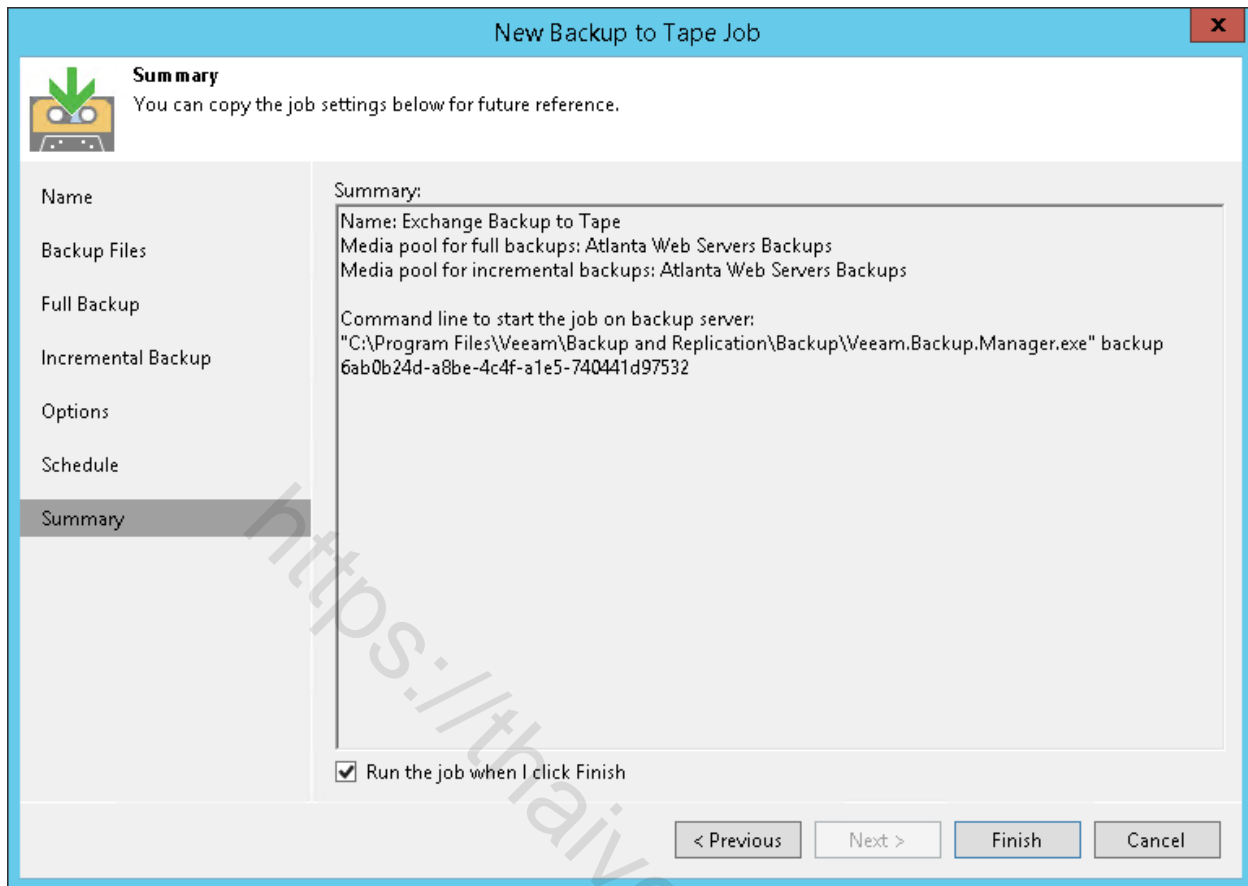 New Backup to Tape Job
x
Summary
You can copy the job settings below for future reference.
Name
Backup Files
Full Backup
Incremental Backup
Options
Schedule
Summary
Summary:
Name: Exchange Backup to Tape
Media pool for full backups: Atlanta Web Servers Backups
Media pool for incremental backups: Atlanta Web Servers Backups
Command line to start the job on backup server:
"C:\Program Files\Veeam\Backup and Replication\Backup\Veeam.Backup.Manager.exe" backup
6ab0b24d-a8be-4c4f-a1e5-740441d97532
Run the job when I click Finish
< Previous
Next >
Finish
Cancel